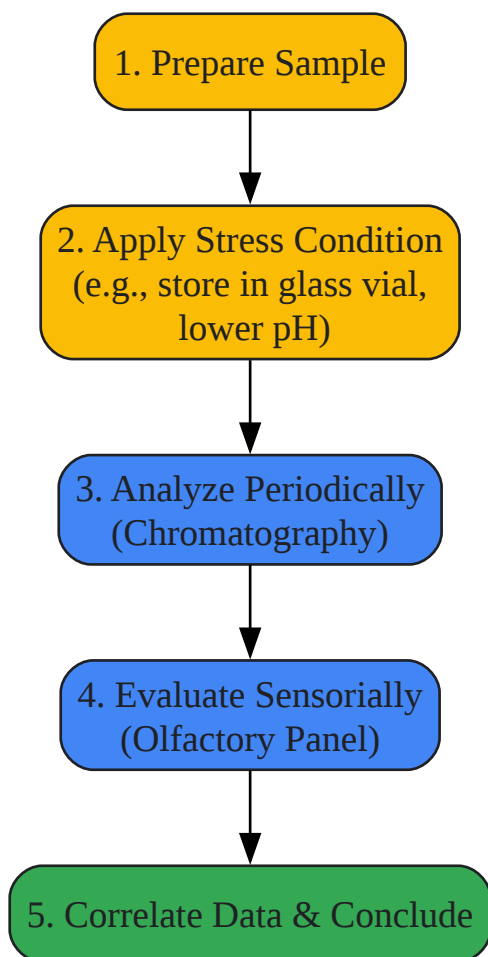 1. Prepare Sample
2. Apply Stress Condition
(e.g., store in glass vial,
lower pH)
3. Analyze Periodically
(Chromatography)
4. Evaluate Sensorially
(Olfactory Panel)
5. Correlate Data & Conclude